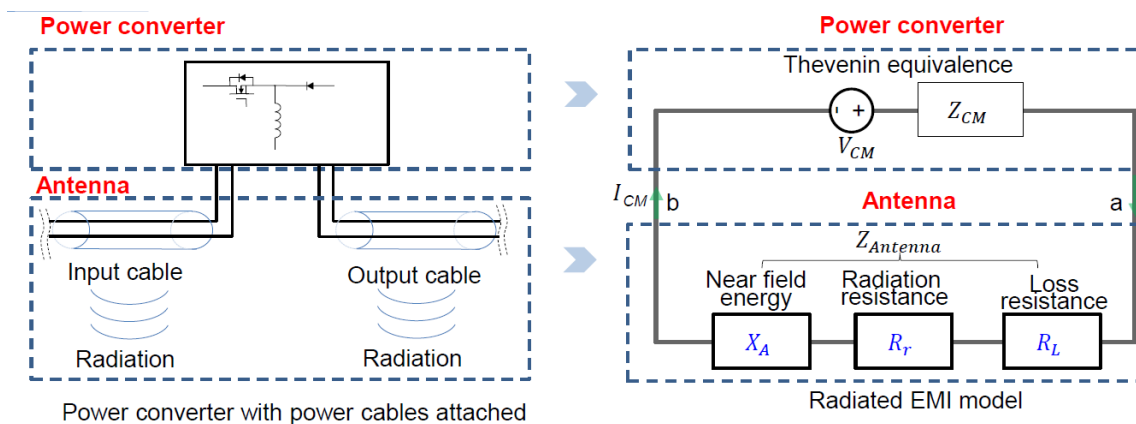 Power converter
Antenna
Input cable
Output cable
Radiation
Radiation
Power converter with power cables attached
Power converter
Thevenin equivalence
- +
Z_CM
V_CM
I_CM
b
Antenna
a
Z_Antenna
Near field
energy
Radiation
resistance
Loss
resistance
X_A
R_r
R_L
Radiated EMI model